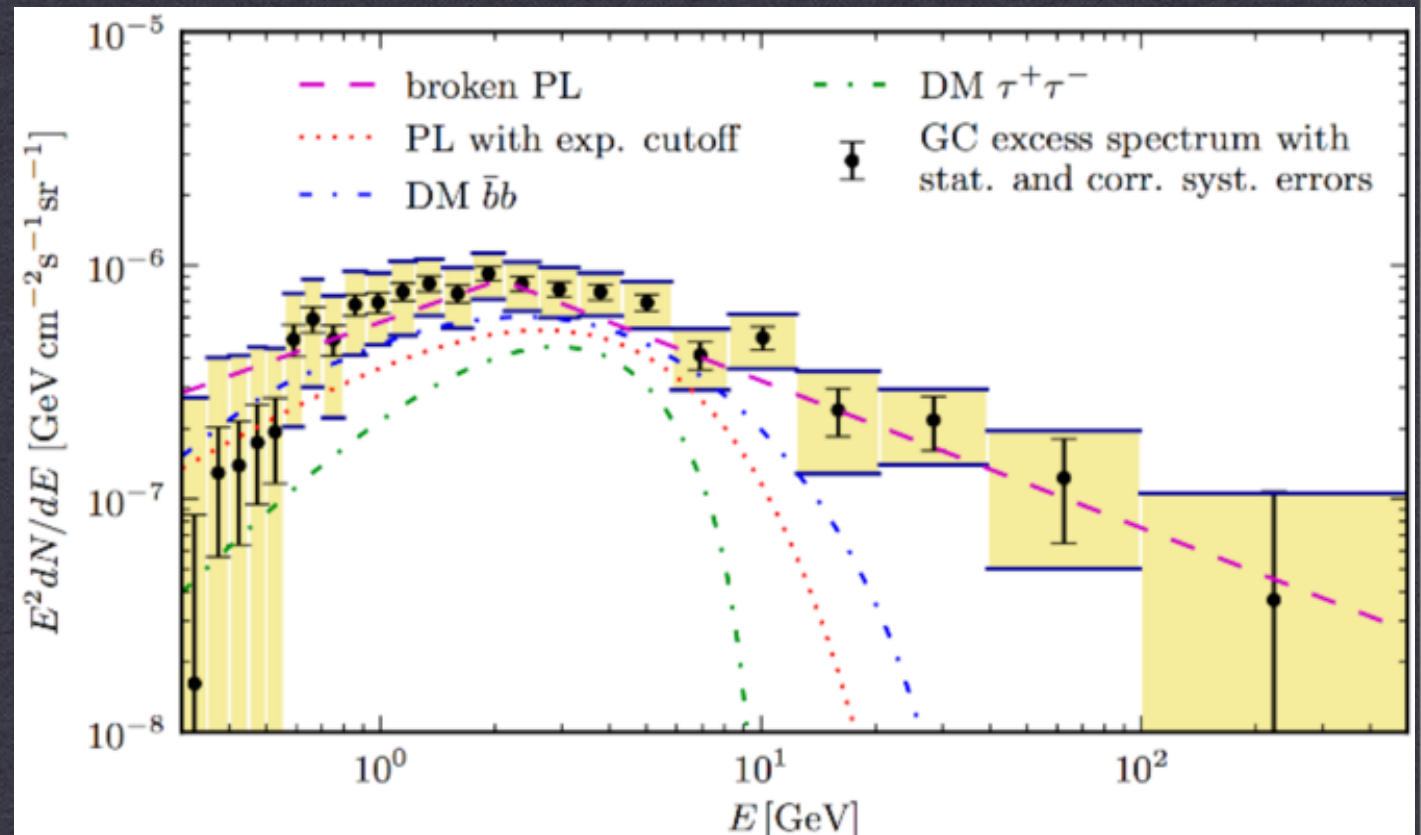 10⁻⁵
broken PL
PL with exp. cutoff
DM b̄b
DM τ⁺τ⁻
GC excess spectrum with
stat. and corr. syst. errors
E²dN/dE [GeV cm⁻²s⁻¹sr⁻¹]
10⁻⁶
10⁻⁷
10⁻⁸
10⁰
10¹
10²
E [GeV]